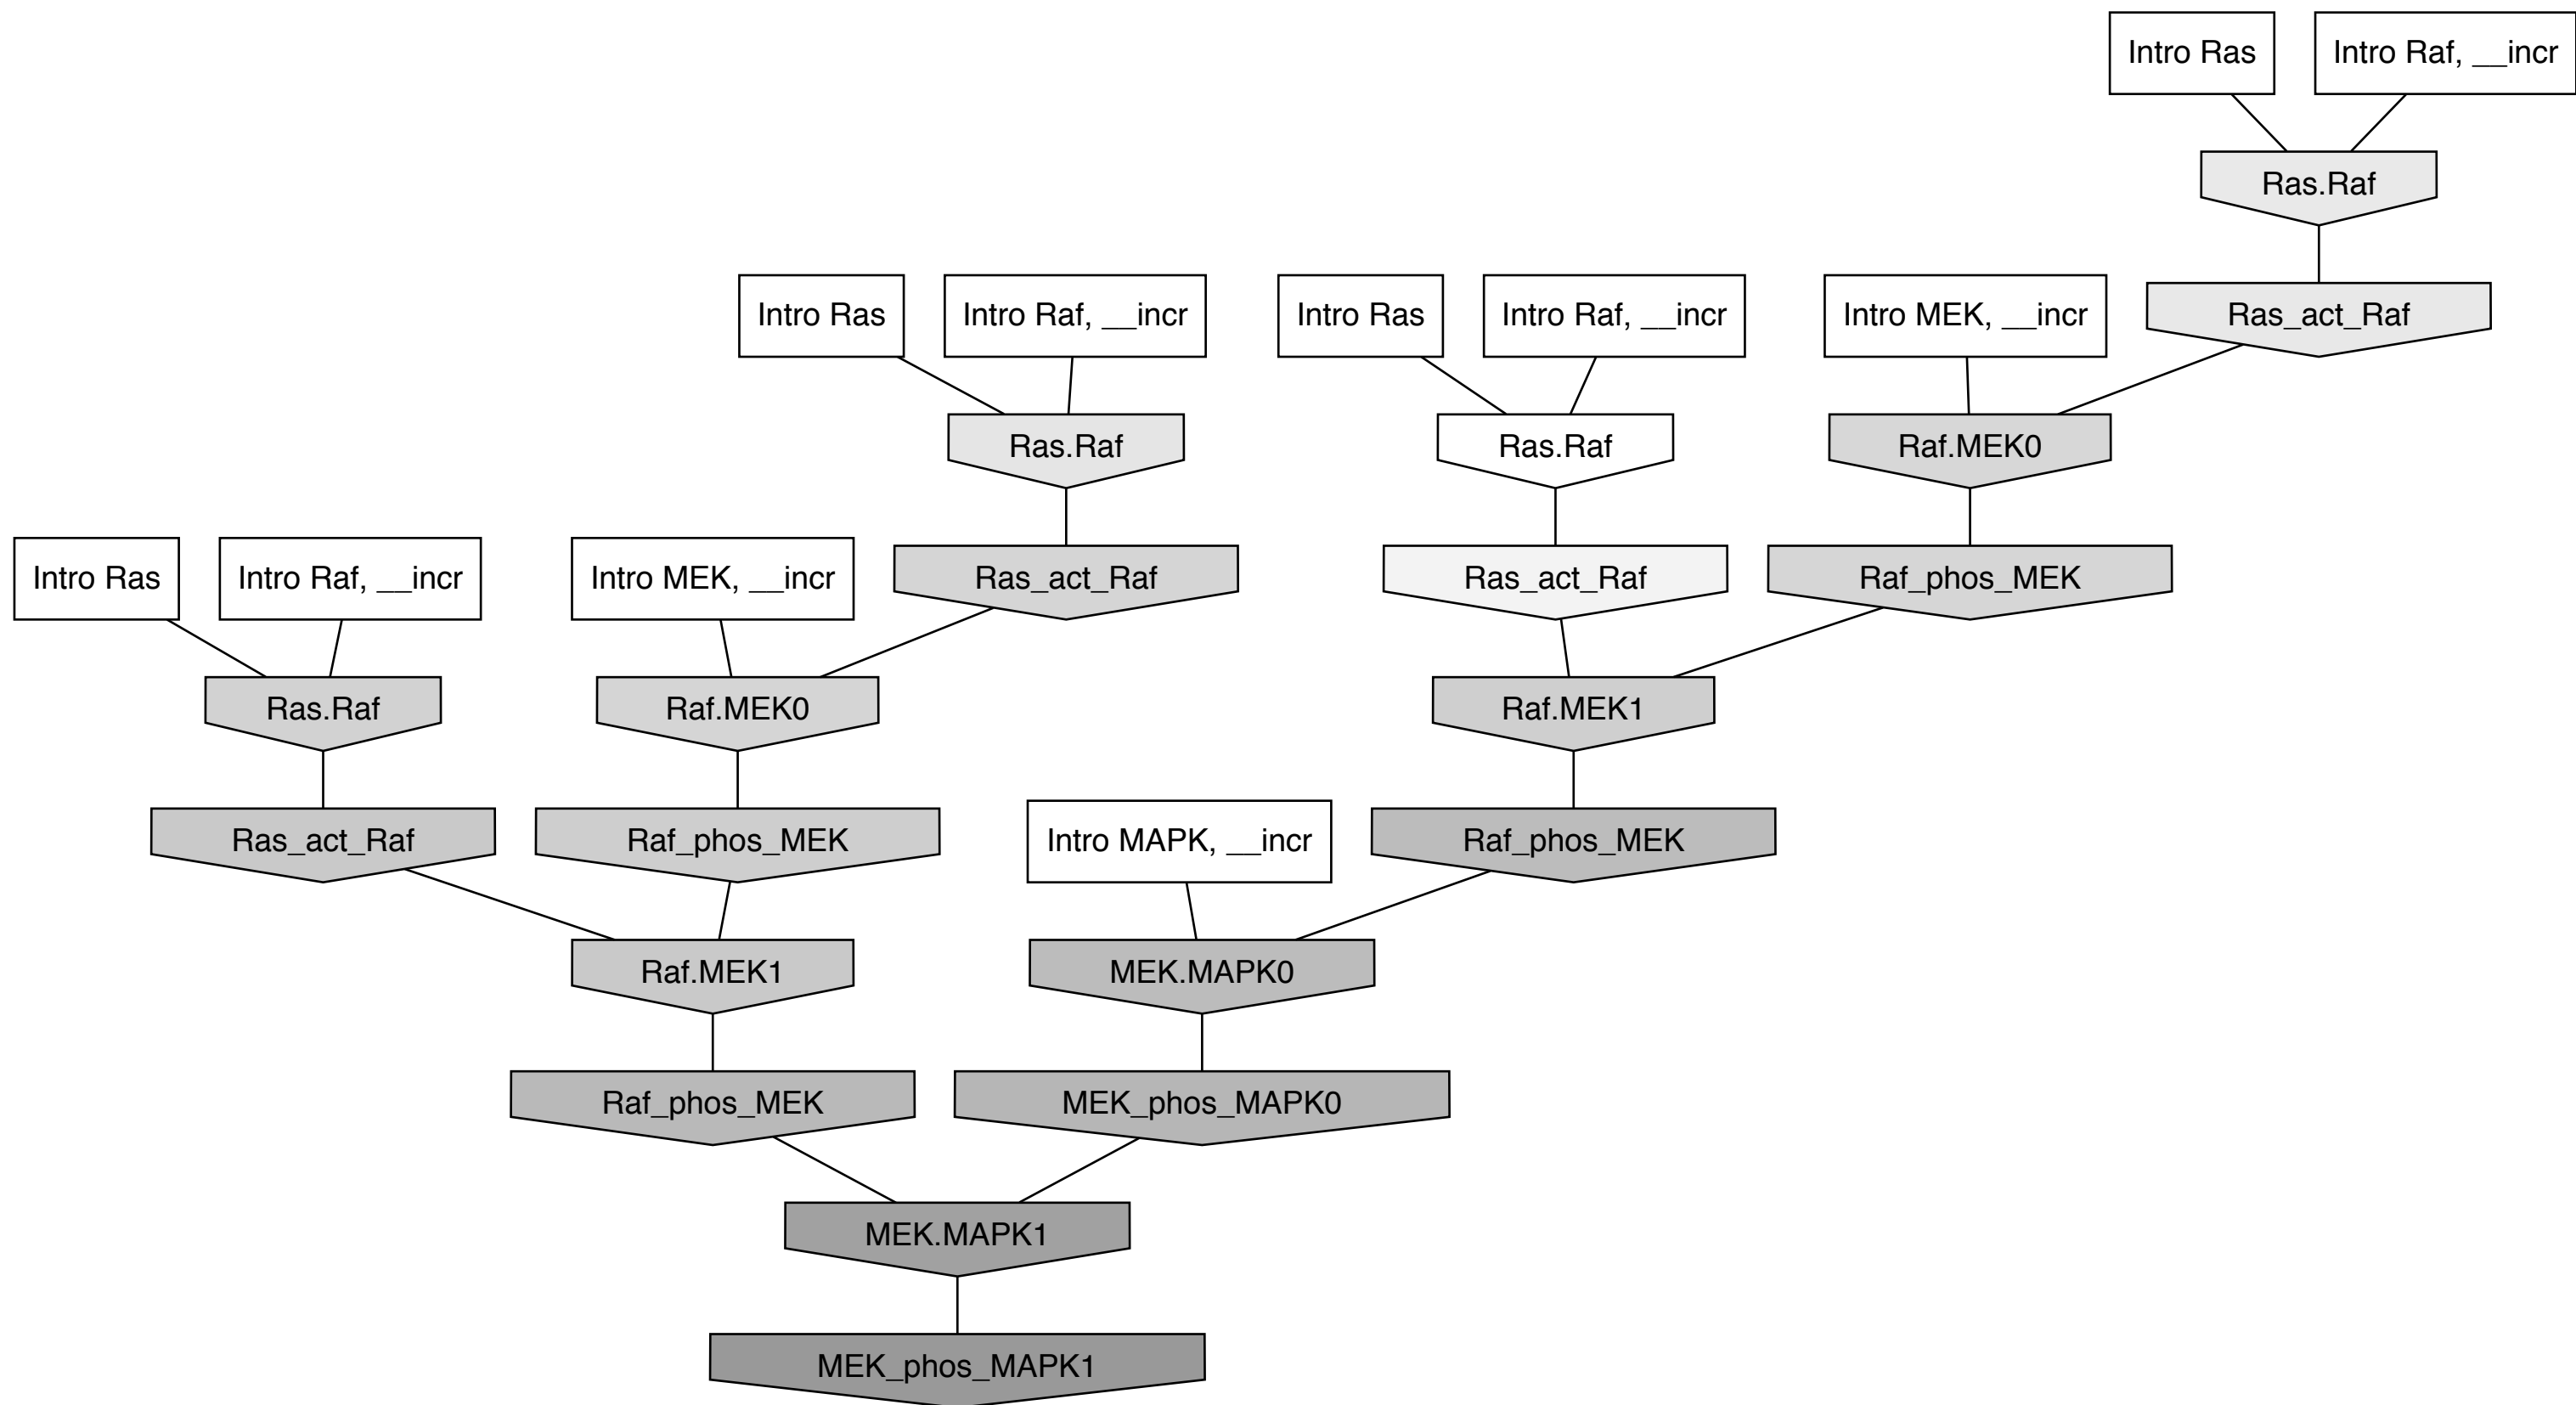 Intro Ras
Intro Raf, __incr
Ras.Raf
Intro Ras
Intro Raf, __incr
Intro Ras
Intro Raf, __incr
Intro MEK, __incr
Ras_act_Raf
Ras.Raf
Ras.Raf
Raf.MEK0
Intro Ras
Intro Raf, __incr
Intro MEK, __incr
Ras_act_Raf
Ras_act_Raf
Raf_phos_MEK
Ras.Raf
Raf.MEK0
Raf.MEK1
Ras_act_Raf
Raf_phos_MEK
Intro MAPK, __incr
Raf_phos_MEK
Raf.MEK1
MEK.MAPK0
Raf_phos_MEK
MEK_phos_MAPK0
MEK.MAPK1
MEK_phos_MAPK1